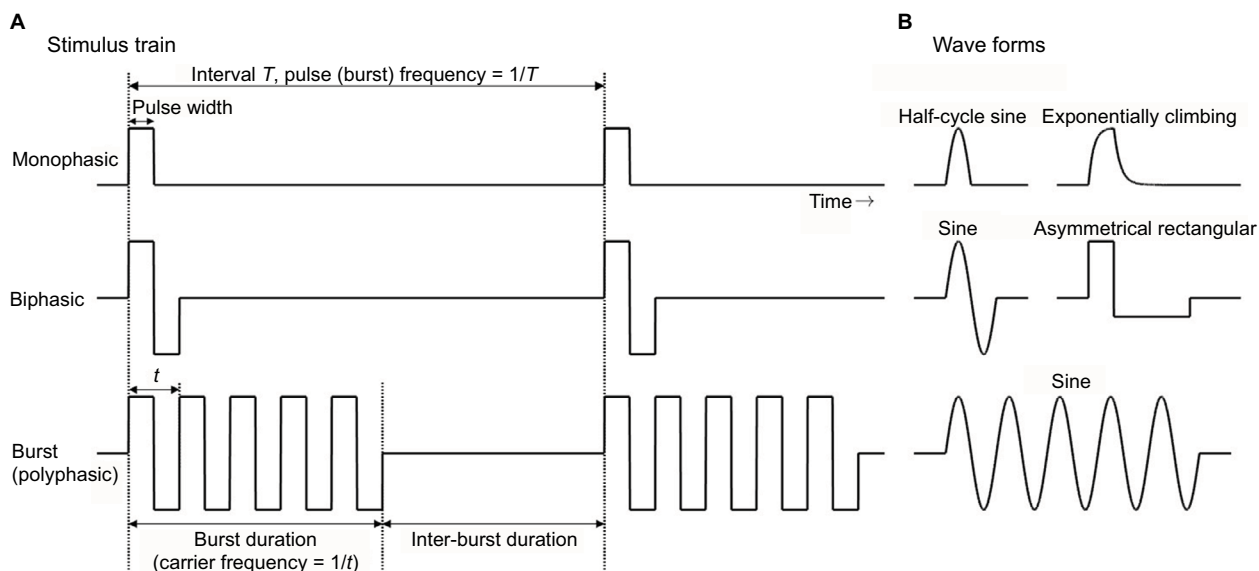 A
Stimulus train
Interval T, pulse (burst) frequency = 1/T
Pulse width
Monophasic
Time →
Biphasic
t
Burst
(polyphasic)
Burst duration
(carrier frequency = 1/t)
Inter-burst duration
B
Wave forms
Half-cycle sine
Exponentially climbing
Sine
Asymmetrical rectangular
Sine